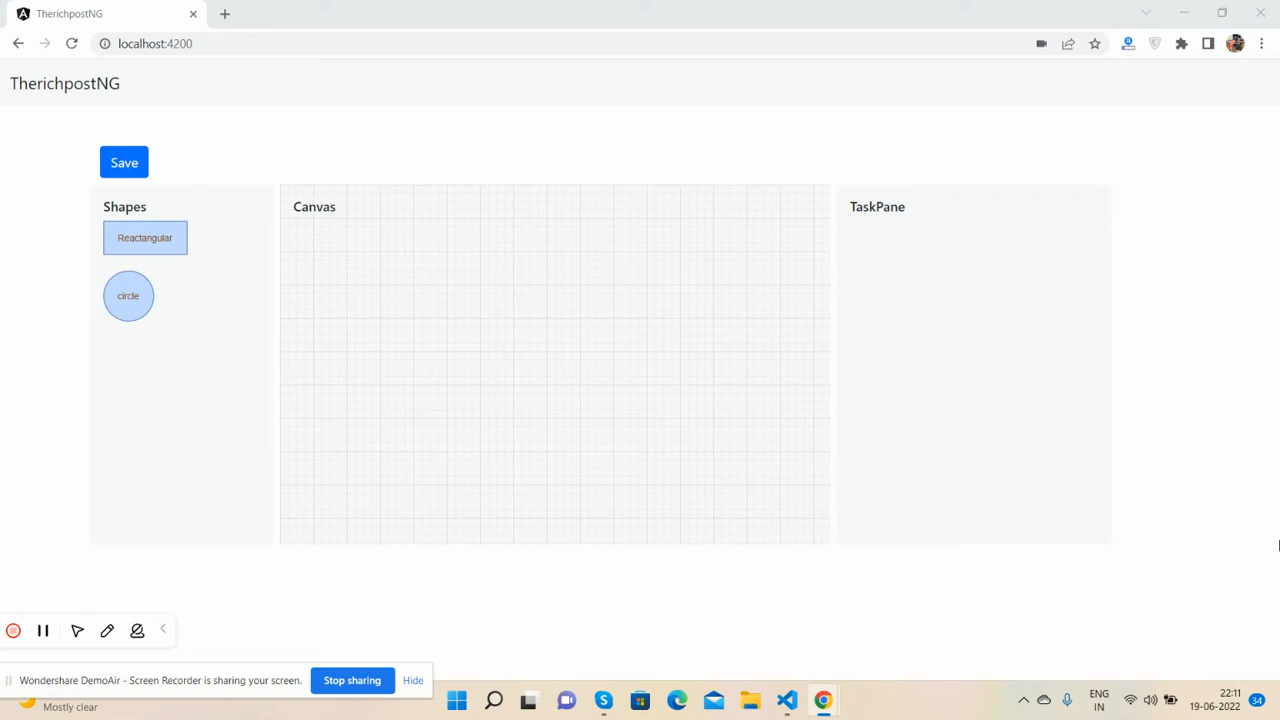 TherichpostNG
localhost:4200
TherichpostNG
Save
Shapes
Canvas
TaskPane
Reactangular
circle
Wondershare DemoAir - Screen Recorder is sharing your screen.
Stop sharing
Hide
Mostly clear
ENG
IN
22:11
19-06-2022
34